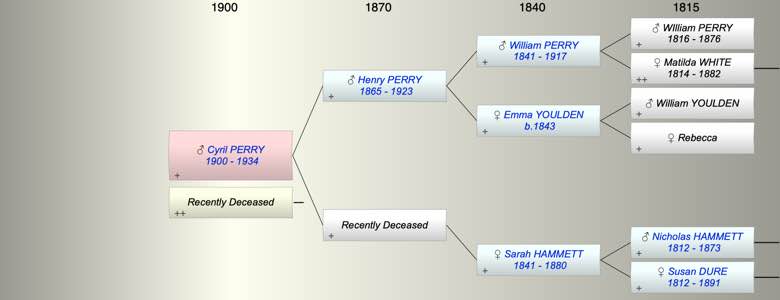 1900 1870 1840 1815
♂ WIlliam PERRY
1816 - 1876
+
♂ William PERRY
1841 - 1917
+
♀ Matilda WHITE
1814 - 1882
++
♂ Henry PERRY
1865 - 1923
+
♂ William YOULDEN
+
♀ Emma YOULDEN
b.1843
+
♀ Rebecca
+
♂ Cyril PERRY
1900 - 1934
+
Recently Deceased
++
Recently Deceased
+
♂ Nicholas HAMMETT
1812 - 1873
+
♀ Sarah HAMMETT
1841 - 1880
+
♀ Susan DURE
1812 - 1891
+